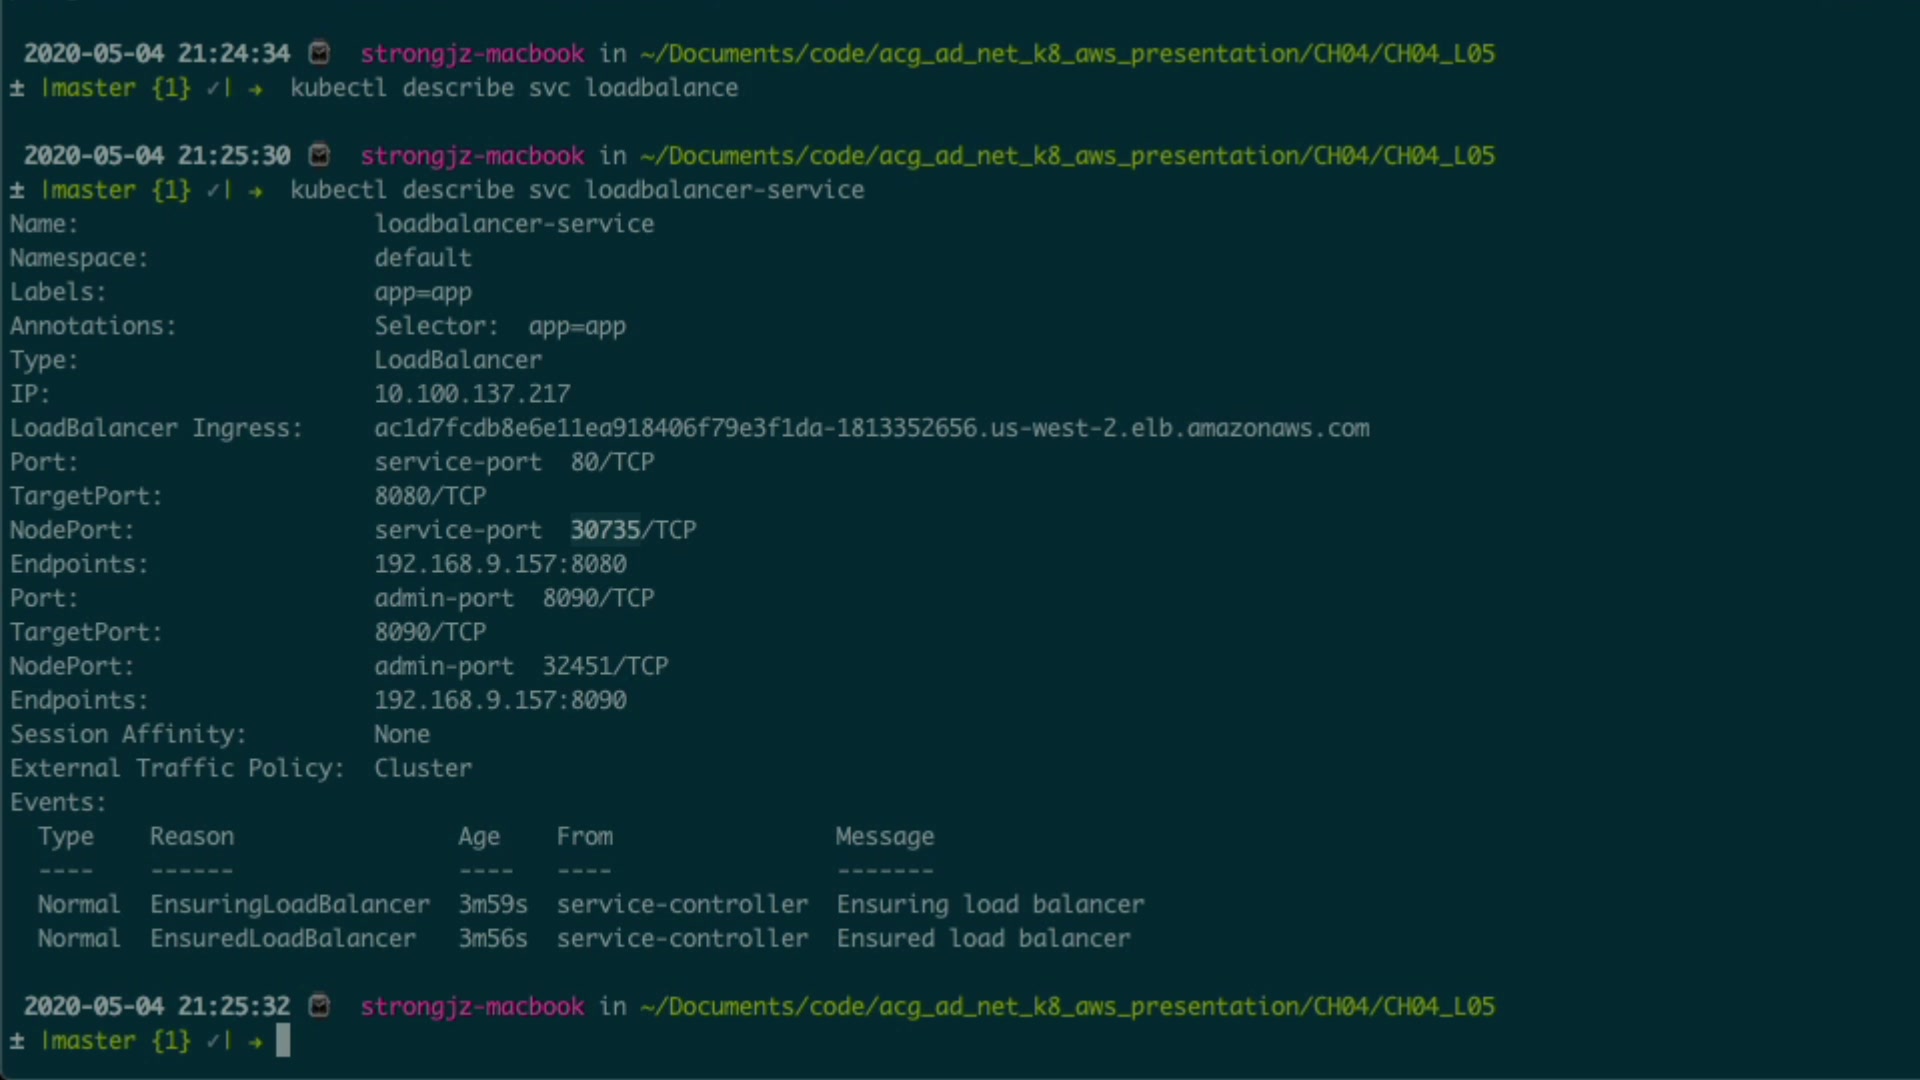 2020-05-04 21:24:34 strongjz-macbook in ~/Documents/code/acg_ad_net_k8_aws_presentation/CH04/CH04_L05
± |master {1} ✓| → kubectl describe svc loadbalance
2020-05-04 21:25:30 strongjz-macbook in ~/Documents/code/acg_ad_net_k8_aws_presentation/CH04/CH04_L05
± |master {1} ✓| → kubectl describe svc loadbalancer-service
Name: loadbalancer-service
Namespace: default
Labels: app=app
Annotations: Selector: app=app
Type: LoadBalancer
IP: 10.100.137.217
LoadBalancer Ingress: ac1d7fcdb8e6e11ea918406f79e3f1da-1813352656.us-west-2.elb.amazonaws.com
Port: service-port 80/TCP
TargetPort: 8080/TCP
NodePort: service-port 30735/TCP
Endpoints: 192.168.9.157:8080
Port: admin-port 8090/TCP
TargetPort: 8090/TCP
NodePort: admin-port 32451/TCP
Endpoints: 192.168.9.157:8090
Session Affinity: None
External Traffic Policy: Cluster
Events:
Type Reason Age From Message
---- ------ ---- ---- -------
Normal EnsuringLoadBalancer 3m59s service-controller Ensuring load balancer
Normal EnsuredLoadBalancer 3m56s service-controller Ensured load balancer
2020-05-04 21:25:32 strongjz-macbook in ~/Documents/code/acg_ad_net_k8_aws_presentation/CH04/CH04_L05
± |master {1} ✓| →